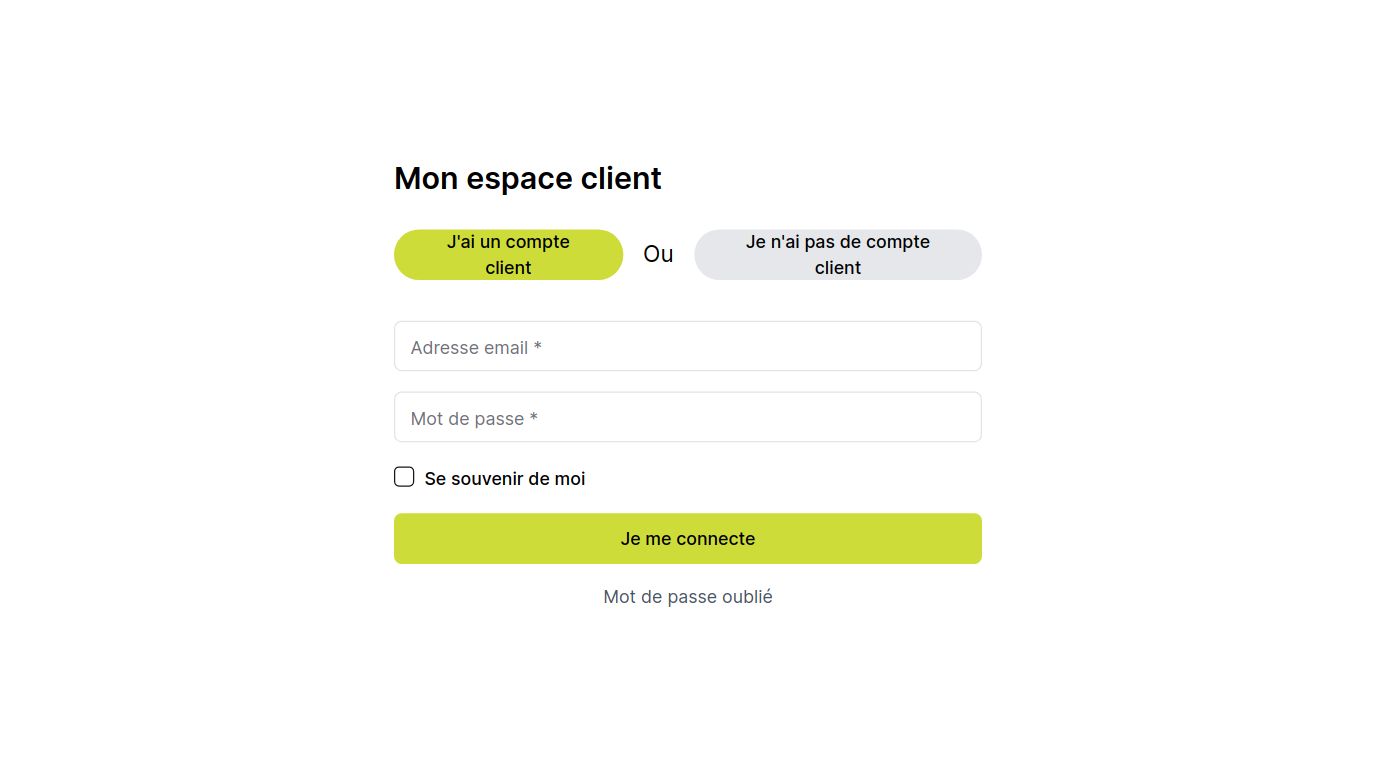 Mon espace client
J'ai un compte
client
Ou
Je n'ai pas de compte
client
Adresse email *
Mot de passe *
Se souvenir de moi
Je me connecte
Mot de passe oublié